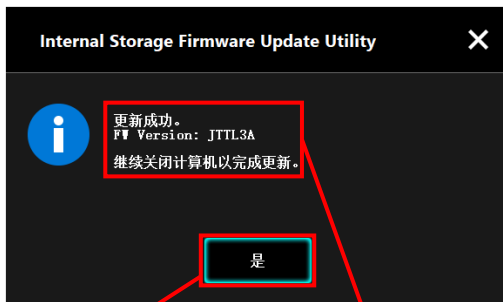 Internal Storage Firmware Update Utility
更新成功。
FW Version: JTTL3A
继续关闭计算机以完成更新。
是